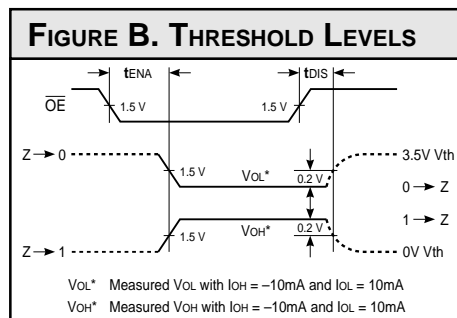 FIGURE B. THRESHOLD LEVELS
tENA
tDIS
OE
1.5 V
1.5 V
Z → 0
1.5 V
VOL*
0.2 V
3.5V Vth
0 → Z
1 → Z
Z → 1
1.5 V
VOH*
0.2 V
0V Vth
VOL* Measured VOL with IOH = –10mA and IOL = 10mA
VOH* Measured VOH with IOH = –10mA and IOL = 10mA